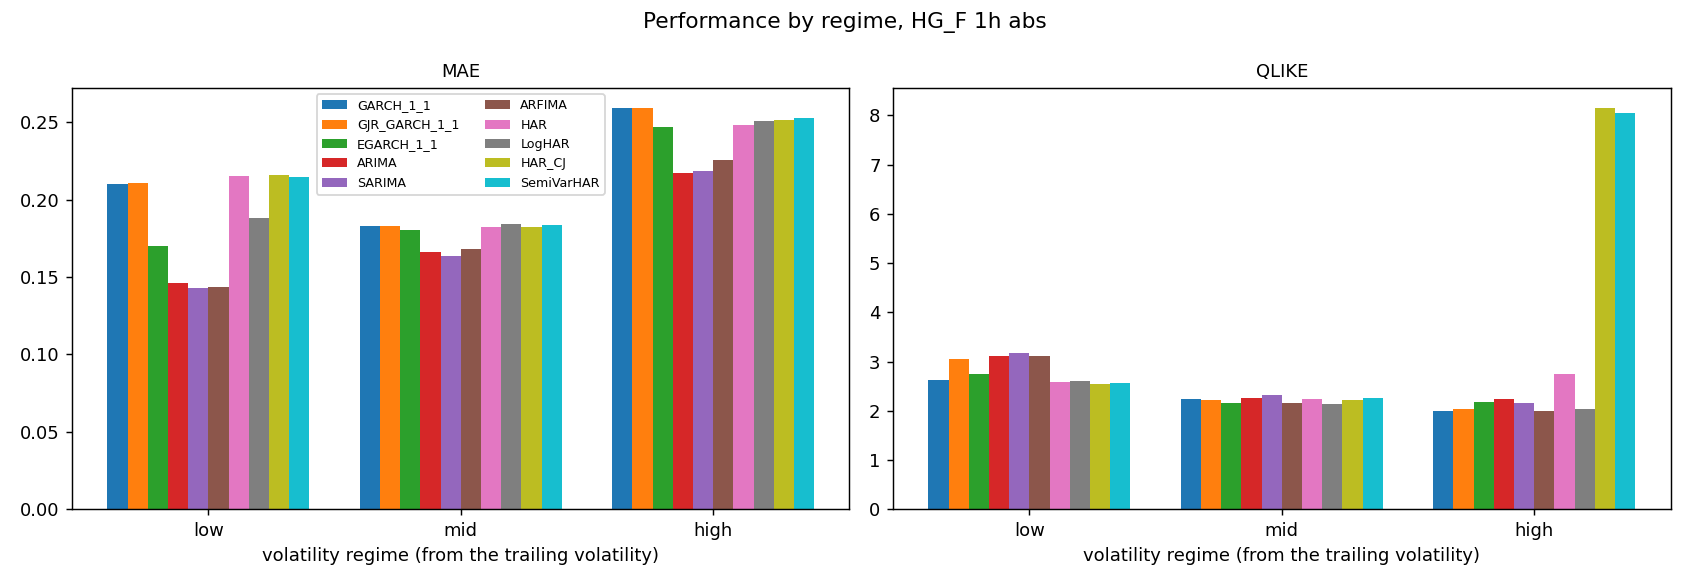 Performance by regime, HG_F 1h abs
MAE
0.25
0.20
0.15
0.10
0.05
0.00
GARCH_1_1
GJR_GARCH_1_1
EGARCH_1_1
ARIMA
SARIMA
ARFIMA
HAR
LogHAR
HAR_CJ
SemiVarHAR
low
mid
high
volatility regime (from the trailing volatility)
QLIKE
8
7
6
5
4
3
2
1
0
low
mid
high
volatility regime (from the trailing volatility)